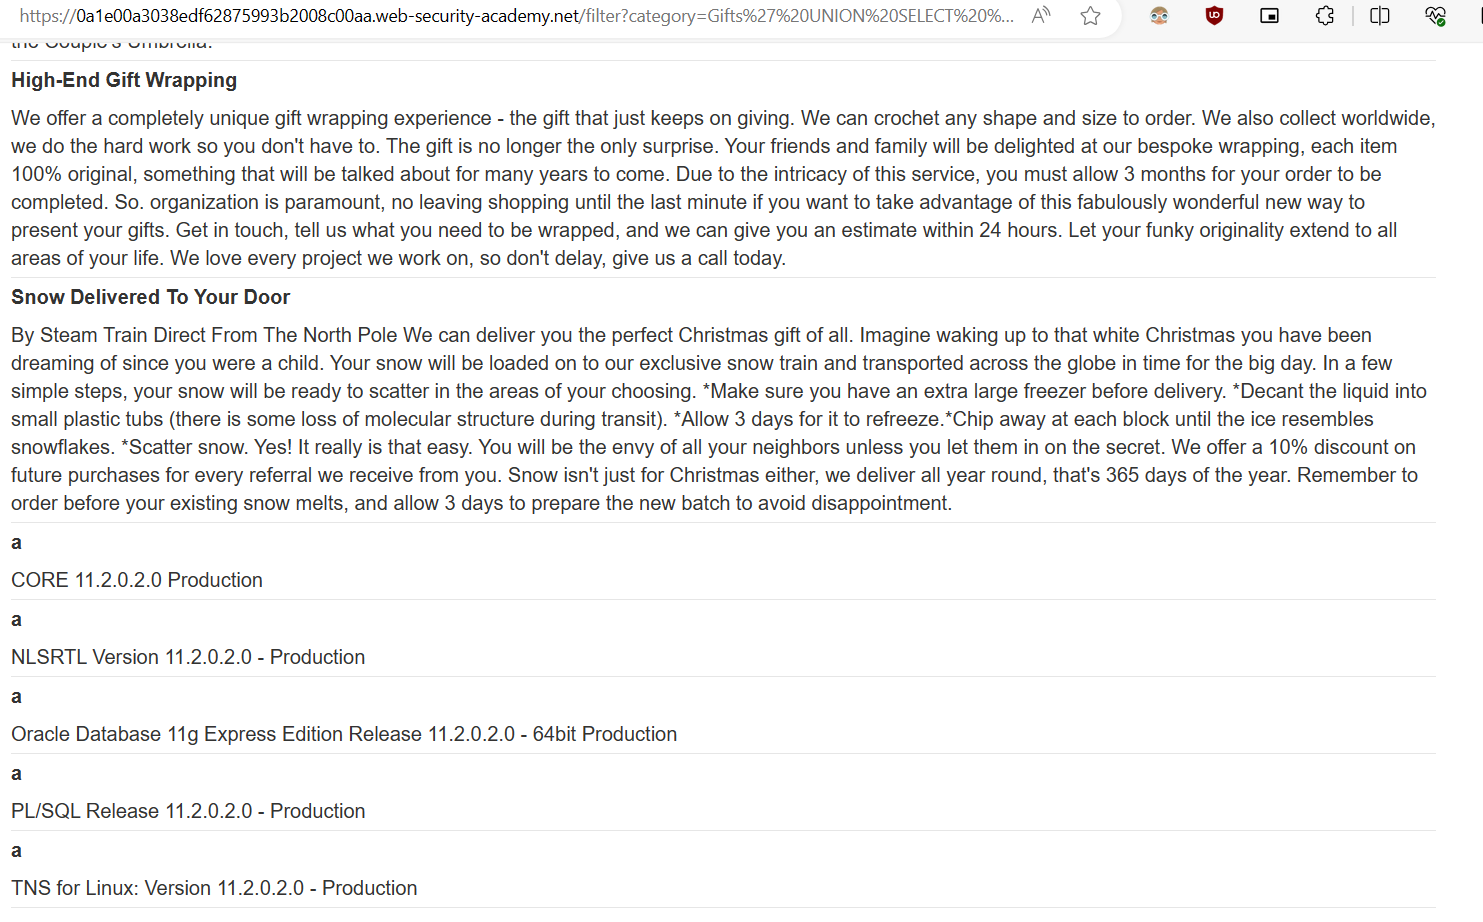 https://0a1e00a3038edf62875993b2008c00aa.web-security-academy.net/filter?category=Gifts%27%20UNION%20SELECT%20%...
the Couple's Umbrella.
High-End Gift Wrapping
We offer a completely unique gift wrapping experience - the gift that just keeps on giving. We can crochet any shape and size to order. We also collect worldwide,
we do the hard work so you don't have to. The gift is no longer the only surprise. Your friends and family will be delighted at our bespoke wrapping, each item
100% original, something that will be talked about for many years to come. Due to the intricacy of this service, you must allow 3 months for your order to be
completed. So. organization is paramount, no leaving shopping until the last minute if you want to take advantage of this fabulously wonderful new way to
present your gifts. Get in touch, tell us what you need to be wrapped, and we can give you an estimate within 24 hours. Let your funky originality extend to all
areas of your life. We love every project we work on, so don't delay, give us a call today.
Snow Delivered To Your Door
By Steam Train Direct From The North Pole We can deliver you the perfect Christmas gift of all. Imagine waking up to that white Christmas you have been
dreaming of since you were a child. Your snow will be loaded on to our exclusive snow train and transported across the globe in time for the big day. In a few
simple steps, your snow will be ready to scatter in the areas of your choosing. *Make sure you have an extra large freezer before delivery. *Decant the liquid into
small plastic tubs (there is some loss of molecular structure during transit). *Allow 3 days for it to refreeze.*Chip away at each block until the ice resembles
snowflakes. *Scatter snow. Yes! It really is that easy. You will be the envy of all your neighbors unless you let them in on the secret. We offer a 10% discount on
future purchases for every referral we receive from you. Snow isn't just for Christmas either, we deliver all year round, that's 365 days of the year. Remember to
order before your existing snow melts, and allow 3 days to prepare the new batch to avoid disappointment.
a
CORE 11.2.0.2.0 Production
a
NLSRTL Version 11.2.0.2.0 - Production
a
Oracle Database 11g Express Edition Release 11.2.0.2.0 - 64bit Production
a
PL/SQL Release 11.2.0.2.0 - Production
a
TNS for Linux: Version 11.2.0.2.0 - Production